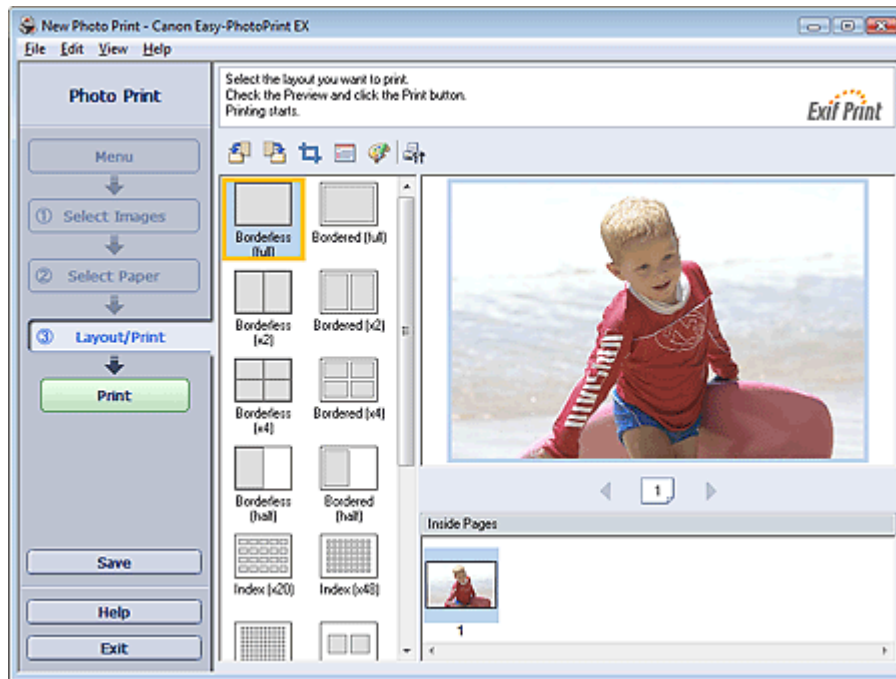 New Photo Print - Canon Easy-PhotoPrint EX
File Edit View Help
Photo Print
Select the layout you want to print.
Check the Preview and click the Print button.
Printing starts.
Exif Print
Menu
① Select Images
② Select Paper
③ Layout/Print
Print
Save
Help
Exit
Borderless
(full)
Bordered (full)
Borderless
(x2)
Bordered (x2)
Borderless
(x4)
Bordered (x4)
Borderless
(half)
Bordered
(half)
Index (x20)
Index (x48)
DIVISREN
1
Inside Pages
1